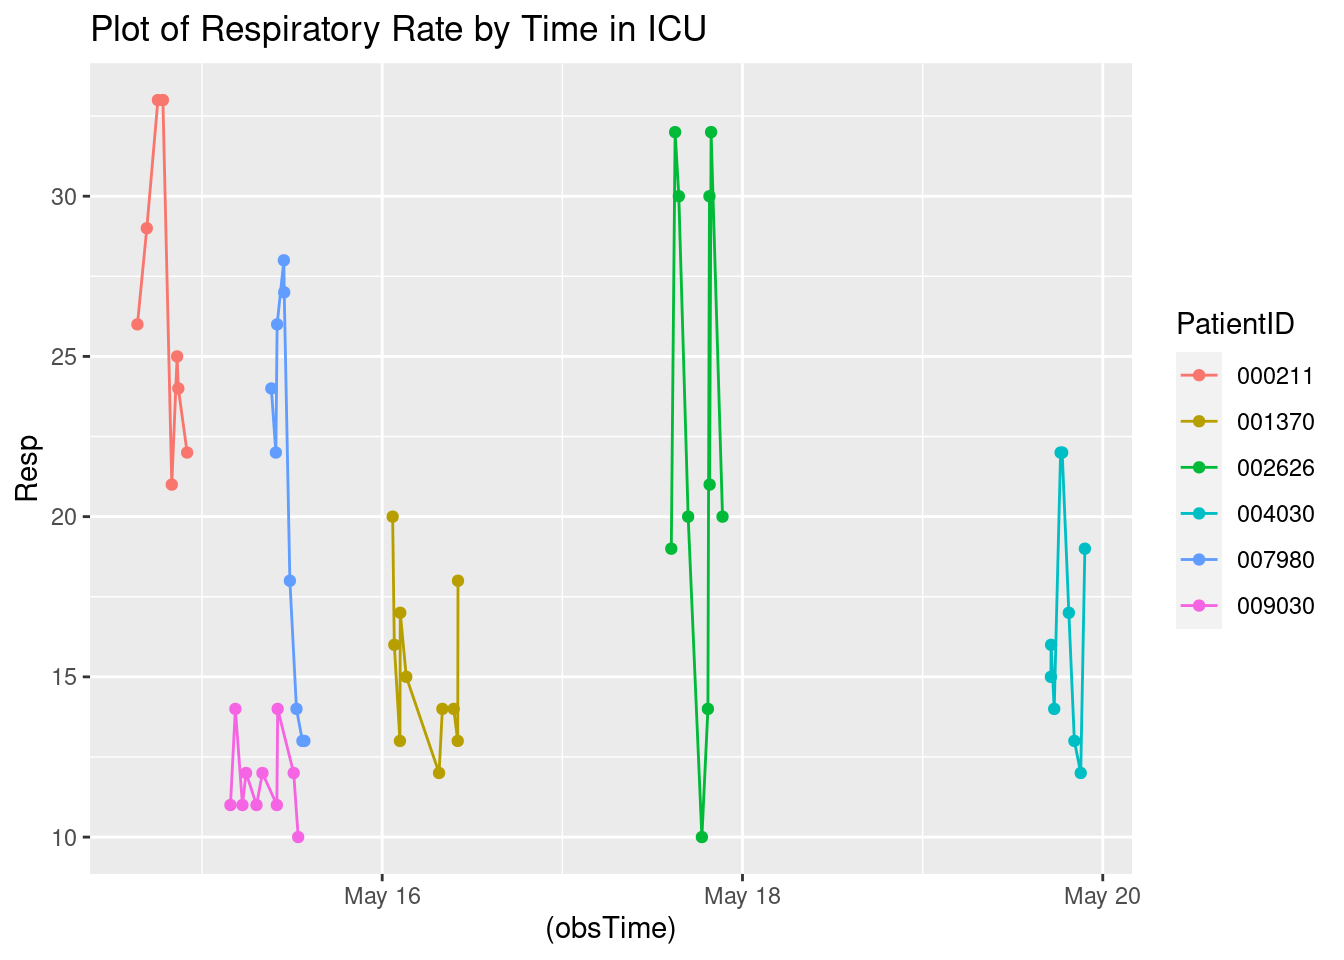 Plot of Respiratory Rate by Time in ICU
Resp
30
25
20
15
10
May 16 May 18 May 20
(obsTime)
PatientID
000211
001370
002626
004030
007980
009030